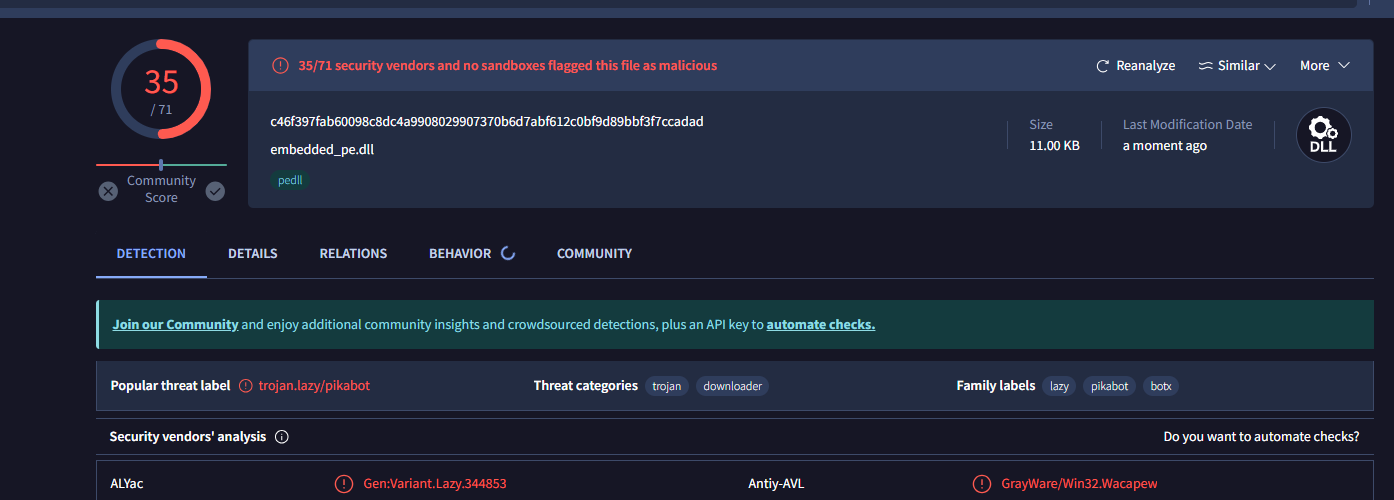 35
/ 71
Community
Score
35/71 security vendors and no sandboxes flagged this file as malicious
Reanalyze
Similar
More
c46f397fab60098c8dc4a9908029907370b6d7abf612c0bf9d89bbf3f7ccadad
embedded_pe.dll
pedll
Size
11.00 KB
Last Modification Date
a moment ago
DLL
DETECTION DETAILS RELATIONS BEHAVIOR COMMUNITY
Join our Community and enjoy additional community insights and crowdsourced detections, plus an API key to automate checks.
Popular threat label trojan.lazy/pikabot Threat categories trojan downloader Family labels lazy pikabot botx
Security vendors' analysis Do you want to automate checks?
ALYac Gen:Variant.Lazy.344853 Antiy-AVL GrayWare/Win32.Wacapew